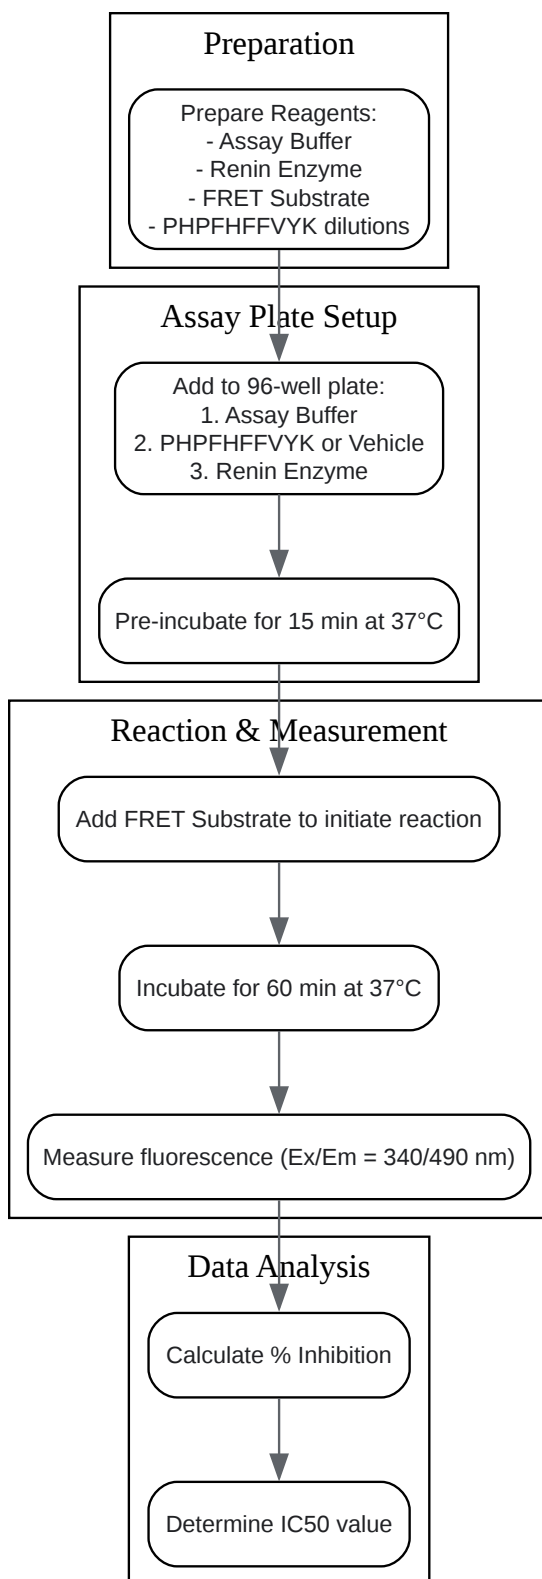 Preparation
Prepare Reagents:
- Assay Buffer
- Renin Enzyme
- FRET Substrate
- PHPFHFFVYK dilutions
Assay Plate Setup
Add to 96-well plate:
1. Assay Buffer
2. PHPFHFFVYK or Vehicle
3. Renin Enzyme
Pre-incubate for 15 min at 37°C
Reaction & Measurement
Add FRET Substrate to initiate reaction
Incubate for 60 min at 37°C
Measure fluorescence (Ex/Em = 340/490 nm)
Data Analysis
Calculate % Inhibition
Determine IC50 value